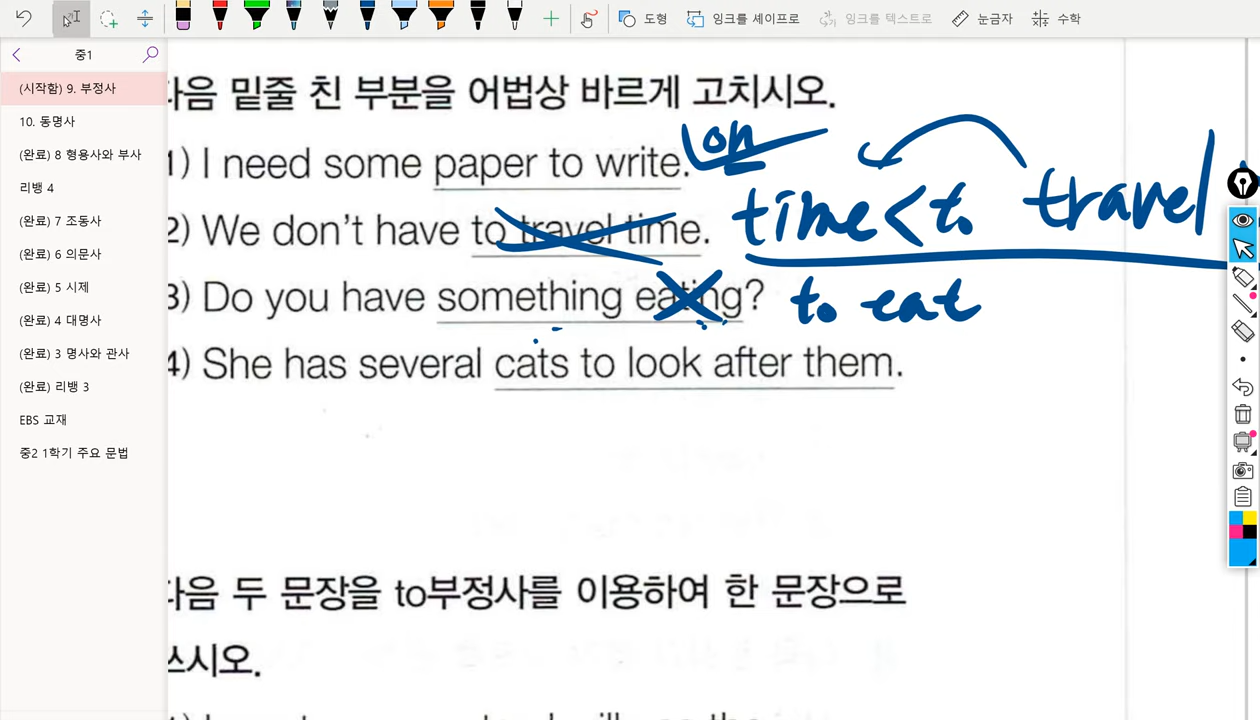 도형
잉크를 셰이프로
잉크를 텍스트로
눈금자
수학
중1
(시작함) 9. 부정사
10. 동명사
(완료) 8 형용사와 부사
리뱅 4
(완료) 7 조동사
(완료) 6 의문사
(완료) 5 시제
(완료) 4 대명사
(완료) 3 명사와 관사
(완료) 리뱅 3
EBS 교재
중2 1학기 주요 문법
다음 밑줄 친 부분을 어법상 바르게 고치시오.
1) I need some paper to write. on
2) We don't have to travel time. time < to travel
3) Do you have something eating? to eat
4) She has several cats to look after them.
다음 두 문장을 to부정사를 이용하여 한 문장으로
쓰시오.